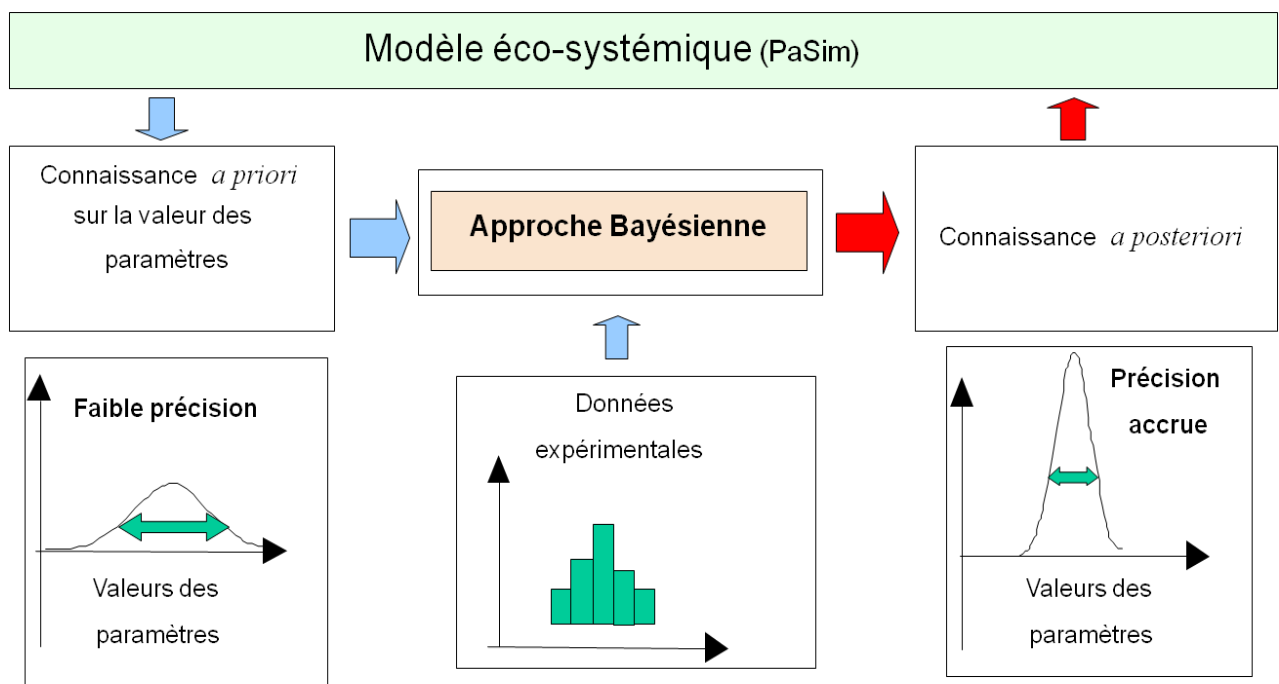 Modèle éco-systémique (PaSim)
Connaissance a priori
sur la valeur des
paramètres
Approche Bayésienne
Connaissance a posteriori
Faible précision
Valeurs des
paramètres
Données
expérimentales
Précision
accrue
Valeurs des
paramètres